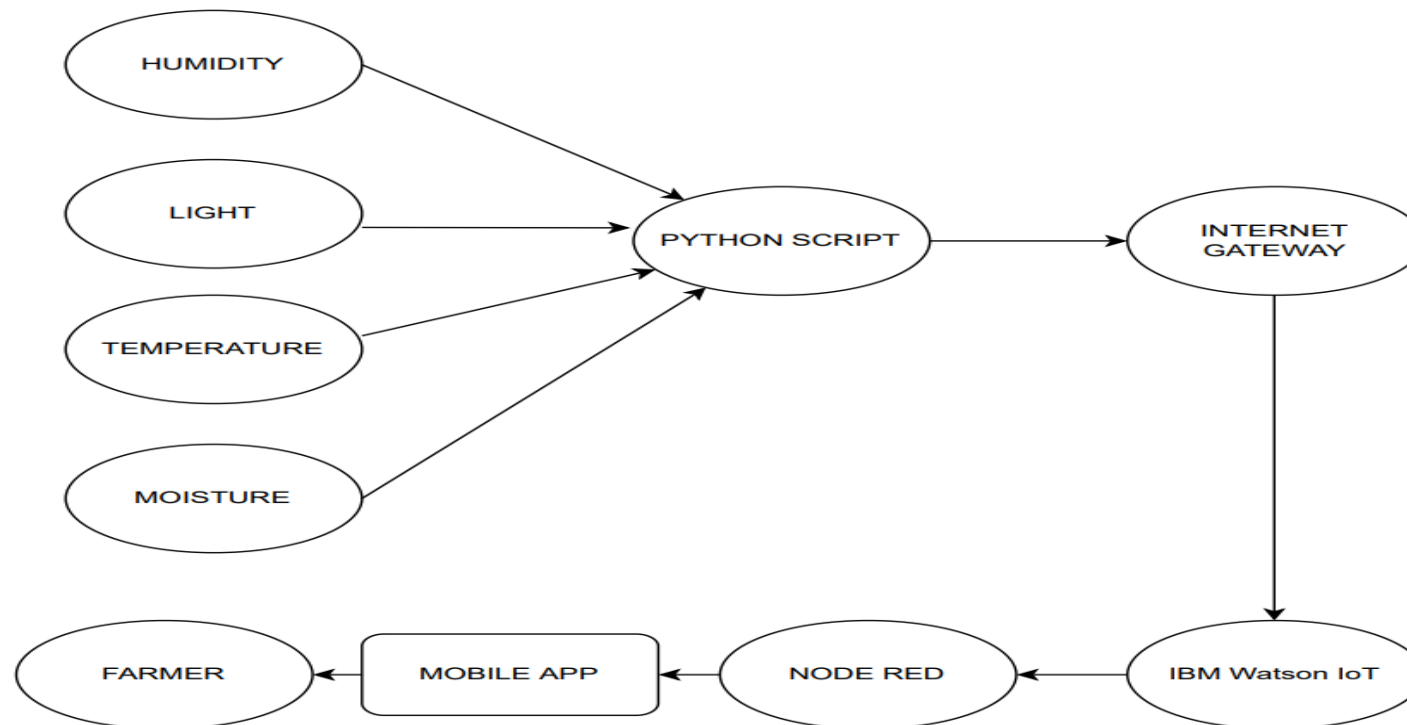 HUMIDITY
LIGHT
TEMPERATURE
MOISTURE
PYTHON SCRIPT
INTERNET
GATEWAY
FARMER
MOBILE APP
NODE RED
IBM Watson IoT